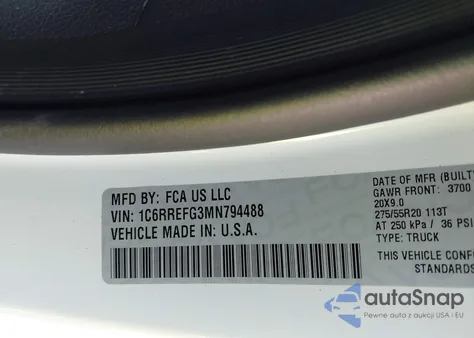 MFD BY: FCA US LLC
VIN: 1C6RREFG3MN794488
VEHICLE MADE IN: U.S.A.
DATE OF MFR (BUILT
GAWR FRONT: 3700
20X9.0
275/55R20 113T
AT 250 kPa / 36 PSI
TYPE: TRUCK
THIS VEHICLE CONF
STANDARDS
autoSnap
Pewne auta z aukcji USA i EU